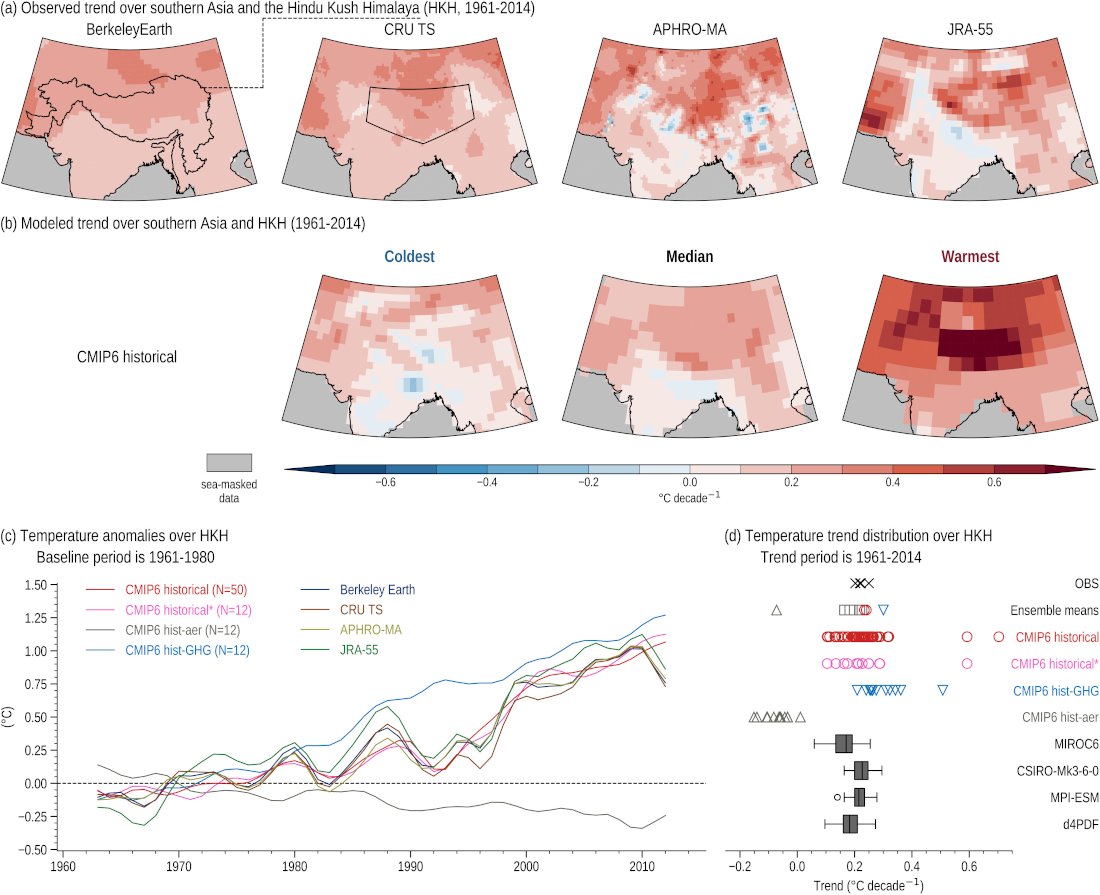 (a) Observed trend over southern Asia and the Hindu Kush Himalaya (HKH, 1961-2014)
BerkeleyEarth
CRU TS
APHRO-MA
JRA-55
(b) Modeled trend over southern Asia and HKH (1961-2014)
Coldest
Median
Warmest
CMIP6 historical
sea-masked
data
−0.6
−0.4
−0.2
0.0
0.2
0.4
0.6
°C decade⁻¹
(c) Temperature anomalies over HKH
Baseline period is 1961-1980
CMIP6 historical (N=50)
CMIP6 historical* (N=12)
CMIP6 hist-aer (N=12)
CMIP6 hist-GHG (N=12)
Berkeley Earth
CRU TS
APHRO-MA
JRA-55
(°C)
1.50
1.25
1.00
0.75
0.50
0.25
0.00
−0.25
−0.50
1960
1970
1980
1990
2000
2010
(d) Temperature trend distribution over HKH
Trend period is 1961-2014
OBS
Ensemble means
CMIP6 historical
CMIP6 historical*
CMIP6 hist-GHG
CMIP6 hist-aer
MIROC6
CSIRO-Mk3-6-0
MPI-ESM
d4PDF
−0.2
0.0
0.2
0.4
0.6
Trend (°C decade⁻¹)